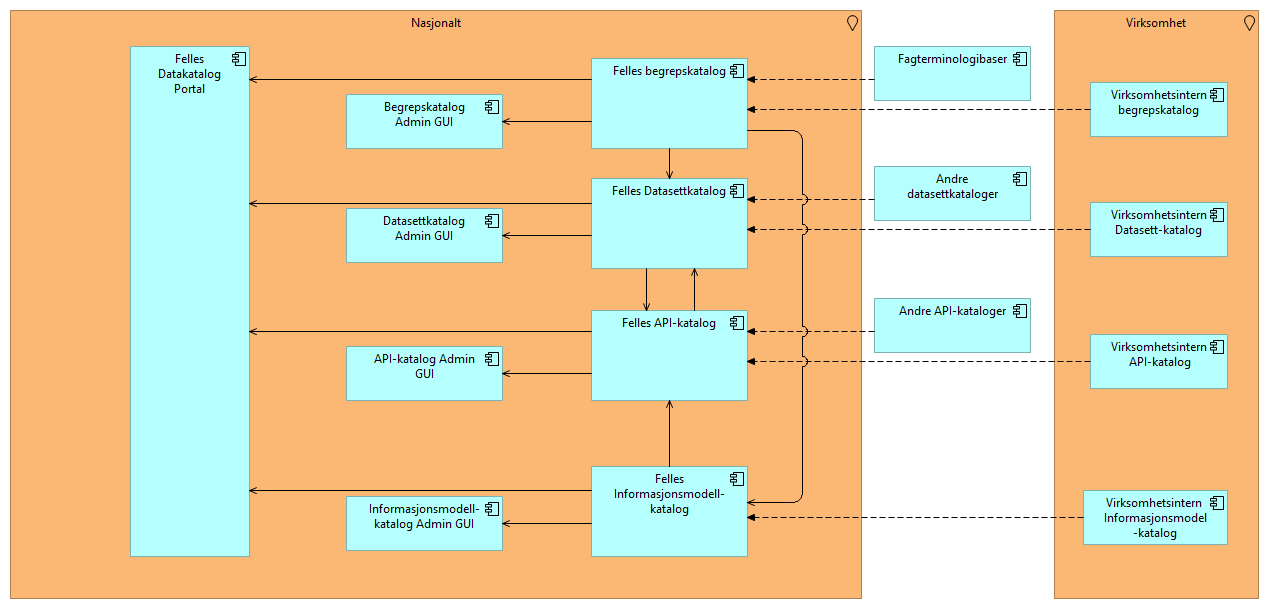 Nasjonalt
Virksomhet
Felles
Datakatalog
Portal
Felles begrepskatalog
Fagterminologibaser
Begrepskatalog
Admin GUI
Virksomhetsintern
begrepskatalog
Felles Datasettkatalog
Andre
datasettkataloger
Datasettkatalog
Admin GUI
Virksomhetsintern
Datasett-katalog
Felles API-katalog
Andre API-kataloger
API-katalog Admin
GUI
Virksomhetsintern
API-katalog
Felles
Informasjonsmodell-
katalog
Informasjonsmodell-
katalog Admin GUI
Virksomhetsintern
Informasjonsmodel
-katalog